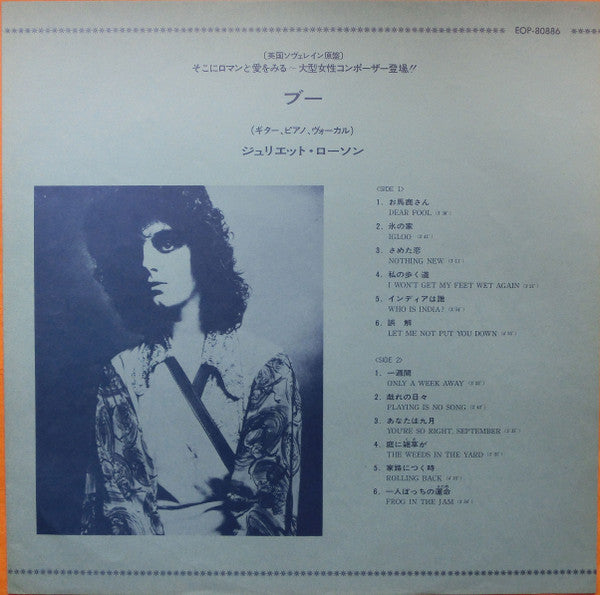 EOP-80886
(英国ソヴェレイン原盤)
そこにロマンと愛をみる～大型女性コンポーザー登場!!
ブー
(ギター、ピアノ、ヴォーカル)
ジュリエット・ローソン
〈SIDE 1〉
1. お馬鹿さん
DEAR FOOL
2. 氷の家
IGLOO
3. さめた恋
NOTHING NEW
4. 私の歩く道
I WON'T GET MY FEET WET AGAIN
5. インディアは誰
WHO IS INDIA?
6. 誤 解
LET ME NOT PUT YOU DOWN
〈SIDE 2〉
1. 一週間
ONLY A WEEK AWAY
2. 戯れの日々
PLAYING IS NO SONG
3. あなたは九月
YOU'RE SO RIGHT, SEPTEMBER
4. 庭に雑草が
THE WEEDS IN THE YARD
5. 家路につく時
ROLLING BACK
6. 一人ぼっちの運命
FROG IN THE JAM